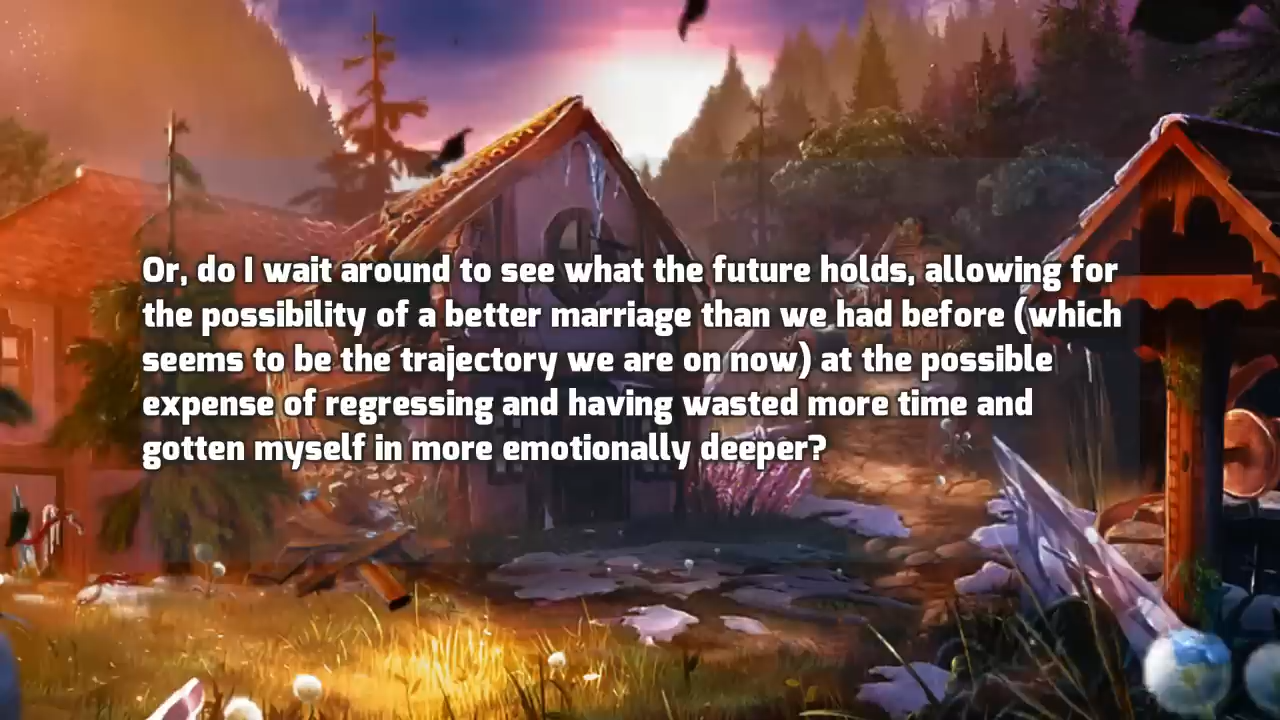 Or, do I wait around to see what the future holds, allowing for
the possibility of a better marriage than we had before (which
seems to be the trajectory we are on now) at the possible
expense of regressing and having wasted more time and
gotten myself in more emotionally deeper?